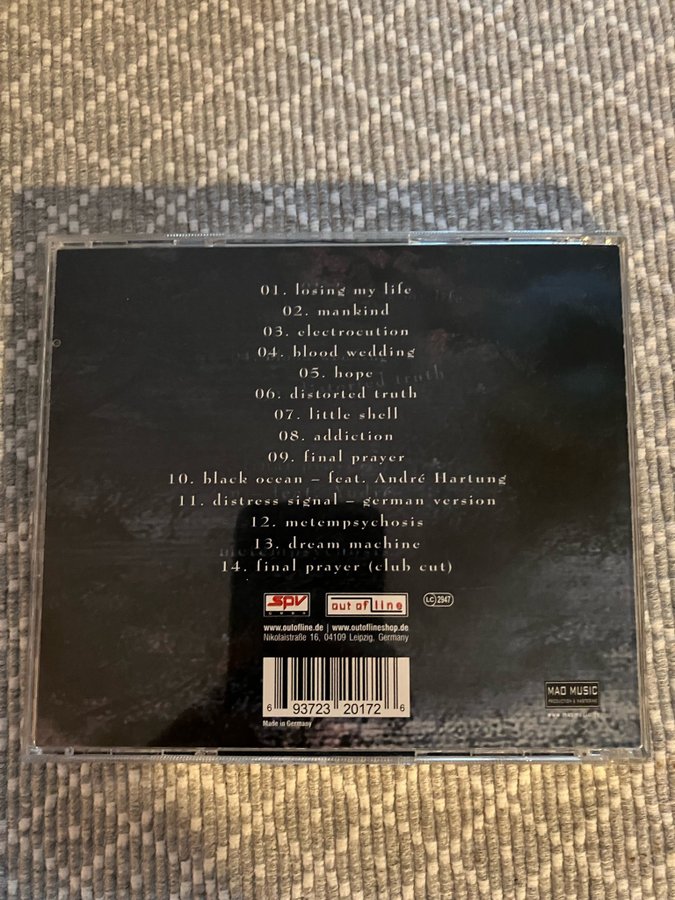 01. losing my life
02. mankind
03. electrocution
04. blood wedding
05. hope
06. distorted truth
07. little shell
08. addiction
09. final prayer
10. black ocean – feat. André Hartung
11. distress signal – german version
12. metempsychosis
13. dream machine
14. final prayer (club cut)
spv out of line LC 2947
www.outofline.de | www.outoflineshop.de
Nikolaistraße 16, 04109 Leipzig, Germany
6 93723 20172 6
Made in Germany
MAD MUSIC
PRODUCTION & MASTERING